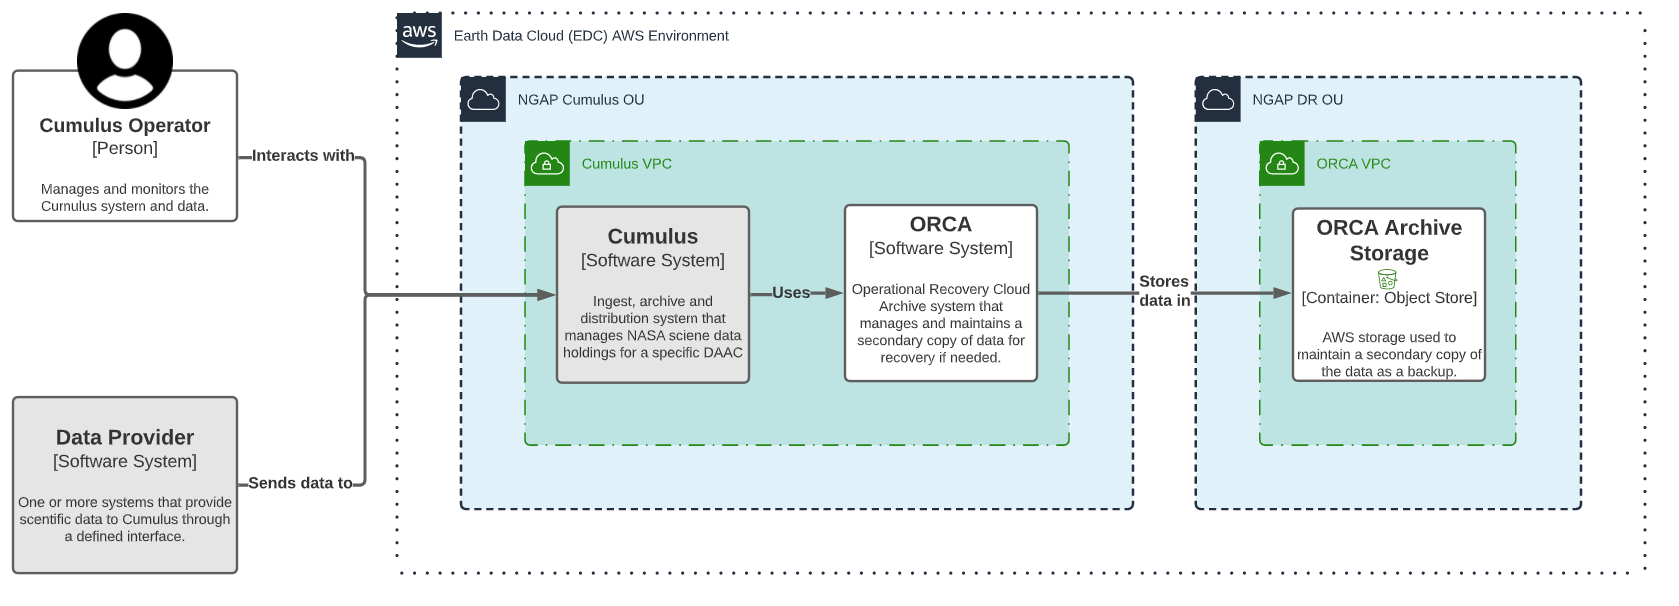 aws
Earth Data Cloud (EDC) AWS Environment
NGAP Cumulus OU
NGAP DR OU
Cumulus VPC
ORCA VPC
Cumulus Operator
[Person]
Manages and monitors the
Cumulus system and data.
Interacts with
Data Provider
[Software System]
One or more systems that provide
scentific data to Cumulus through
a defined interface.
Sends data to
Cumulus
[Software System]
Ingest, archive and
distribution system that
manages NASA sciene data
holdings for a specific DAAC
Uses
ORCA
[Software System]
Operational Recovery Cloud
Archive system that
manages and maintains a
secondary copy of data for
recovery if needed.
Stores
data in
ORCA Archive
Storage
[Container: Object Store]
AWS storage used to
maintain a secondary copy of
the data as a backup.